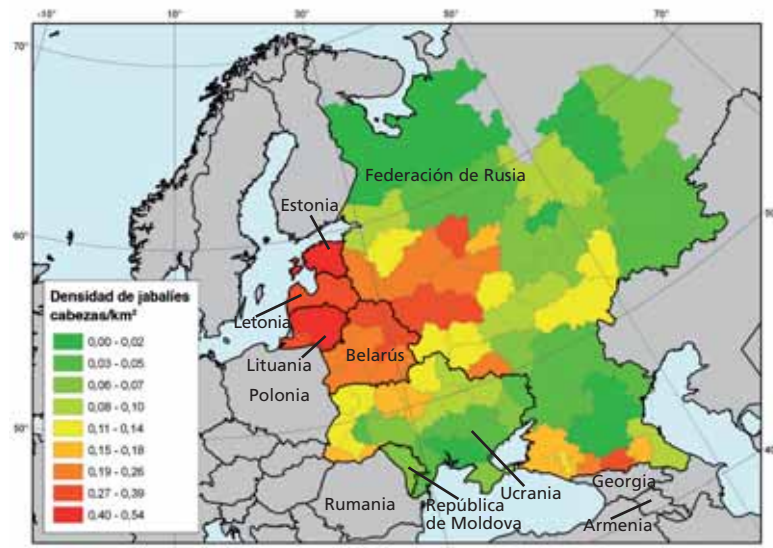 -10°
10°
30°
50°
70°
70°
60°
50°
50
40
Federación de Rusia
Estonia
Densidad de jabalíes
cabezas/km²
0,00 - 0,02
0,03 - 0,05
0,06 - 0,07
0,08 - 0,10
0,11 - 0,14
0,15 - 0,18
0,19 - 0,26
0,27 - 0,39
0,40 - 0,54
Letonia
Lituania
Belarús
Polonia
Rumania
República
de Moldova
Ucrania
Georgia
Armenia